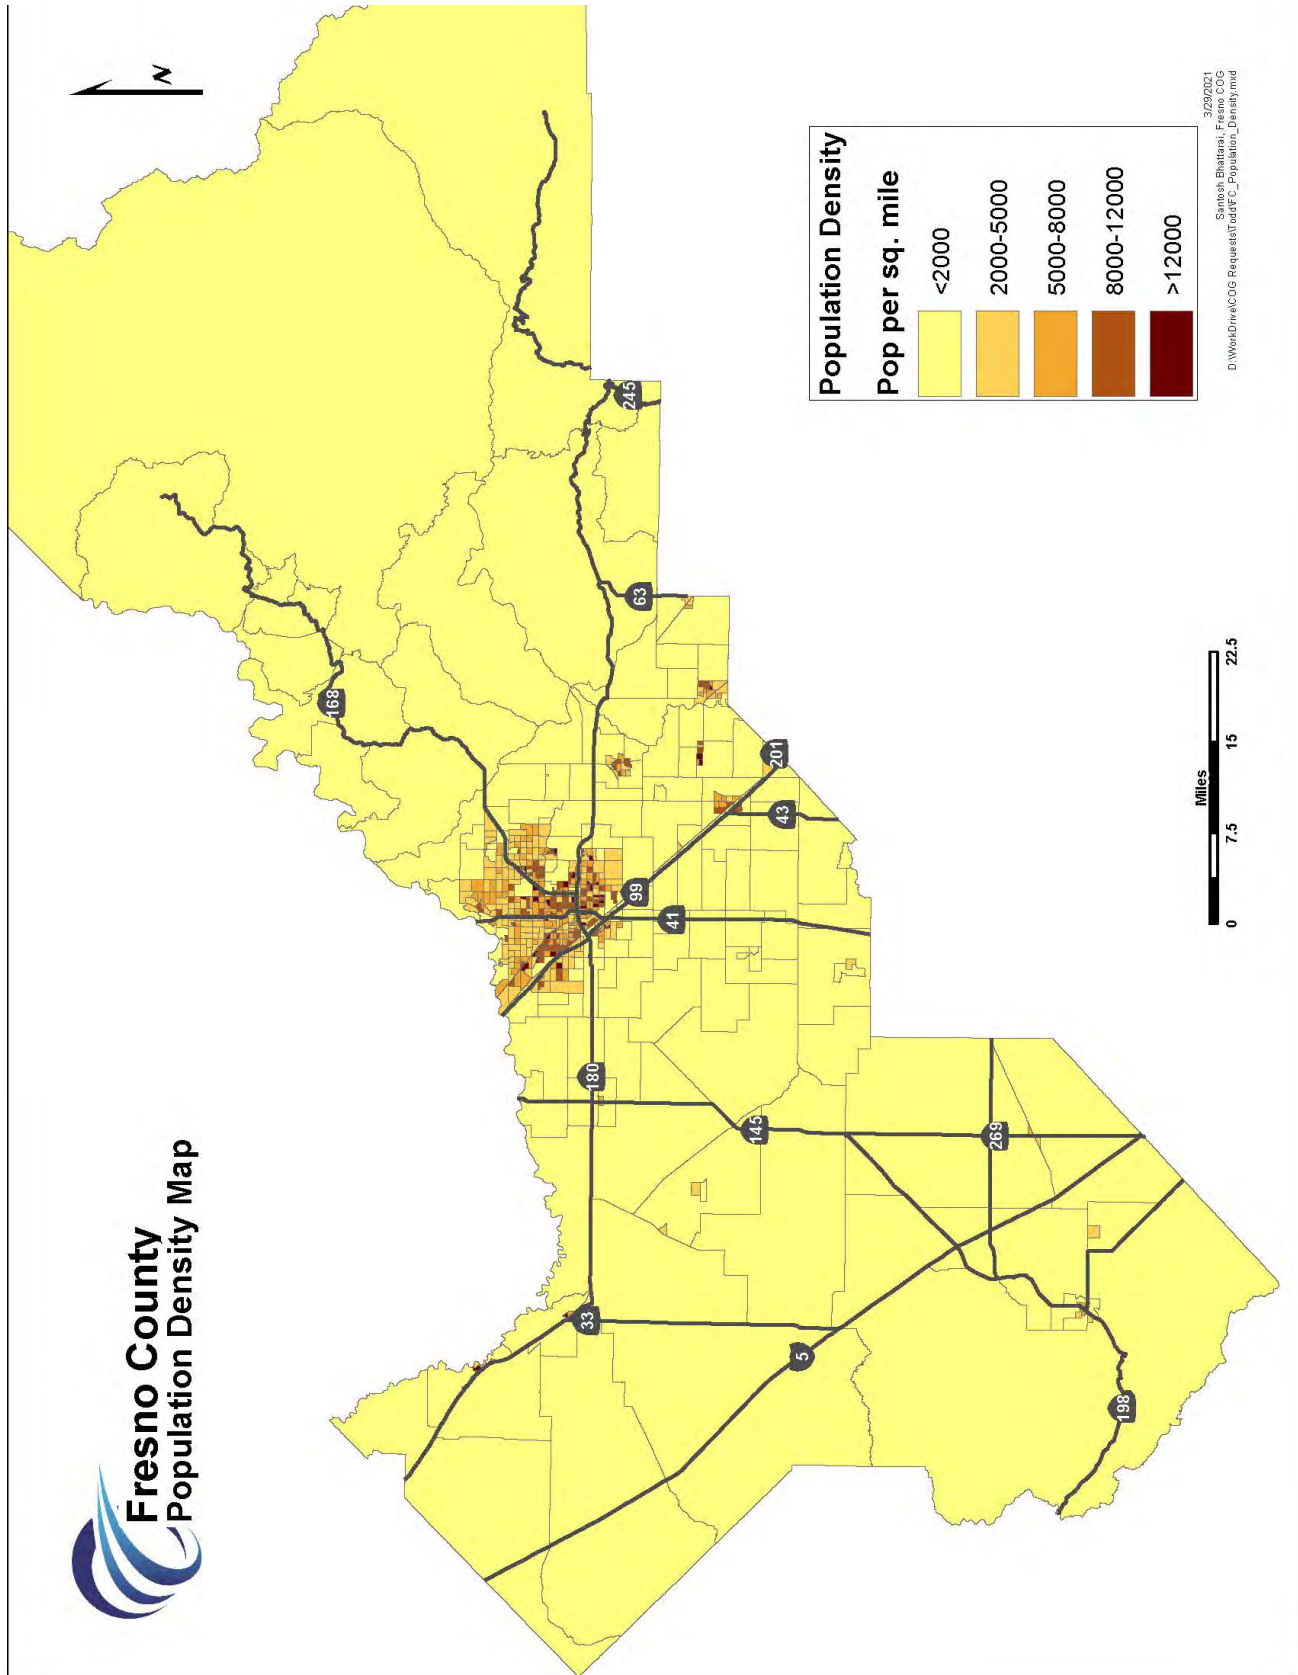 Fresno County
Population Density Map
N
168
245
63
180
201
99
43
41
33
145
5
269
198
Population Density
Pop per sq. mile
<2000
2000-5000
5000-8000
8000-12000
>12000
Miles
0 7.5 15 22.5
3/29/2021
Santosh Bhattarai, Fresno COG
D:\WorkDrive\COG Requests\Todd\FC_Population_Density.mxd